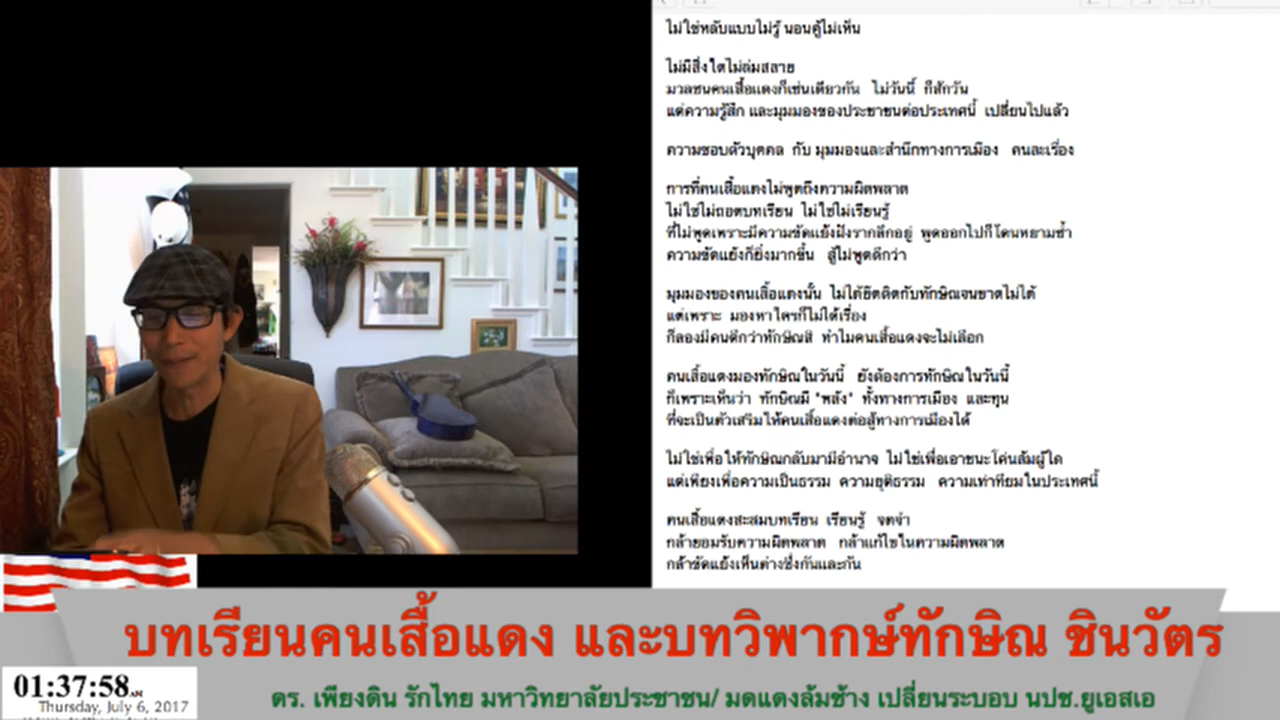 ไม่ใช่หลับแบบไม่รู้ นอนคู้ไม่เห็น
ไม่มีสิ่งใดไม่ล่มสลาย
มวลชนคนเสื้อแดงก็เช่นเดียวกัน ไม่วันนี้ ก็สักวัน
แต่ความรู้สึก และมุมมองของประชาชนต่อประเทศนี้ เปลี่ยนไปแล้ว
ความชอบตัวบุคคล กับ มุมมองและสำนึกทางการเมือง คนละเรื่อง
การที่คนเสื้อแดงไม่พูดถึงความผิดพลาด
ไม่ใช่ไม่ถอดบทเรียน ไม่ใช่ไม่เรียนรู้
ที่ไม่พูดเพราะมีความขัดแย้งฝังรากลึกอยู่ พูดออกไปก็โดนหยามซ้ำ
ความขัดแย้งก็ยิ่งมากขึ้น สู้ไม่พูดดีกว่า
มุมมองของคนเสื้อแดงนั้น ไม่ได้ยึดติดกับทักษิณจนขาดไม่ได้
แต่เพราะ มองหาใครก็ไม่ได้เรื่อง
ก็ลองมีคนดีกว่าทักษิณสิ ทำไมคนเสื้อแดงจะไม่เลือก
คนเสื้อแดงมองทักษิณในวันนี้ ยังต้องการทักษิณในวันนี้
ก็เพราะเห็นว่า ทักษิณมี "พลัง" ทั้งทางการเมือง และทุน
ที่จะเป็นตัวเสริมให้คนเสื้อแดงต่อสู้ทางการเมืองได้
ไม่ใช่เพื่อให้ทักษิณกลับมามีอำนาจ ไม่ใช่เพื่อเอาชนะโค่นล้มผู้ใด
แต่เพียงเพื่อความเป็นธรรม ความยุติธรรม ความเท่าเทียมในประเทศนี้
คนเสื้อแดงสะสมบทเรียน เรียนรู้ จดจำ
กล้ายอมรับความผิดพลาด กล้าแก้ไขในความผิดพลาด
กล้าขัดแย้งเห็นต่างซึ่งกันและกัน
บทเรียนคนเสื้อแดง และบทวิพากษ์ทักษิณ ชินวัตร
01:37:58 AM
Thursday, July 6, 2017
ดร. เพียงดิน รักไทย มหาวิทยาลัยประชาชน/ มดแดงล้มช้าง เปลี่ยนระบอบ นปช.ยูเอสเอ